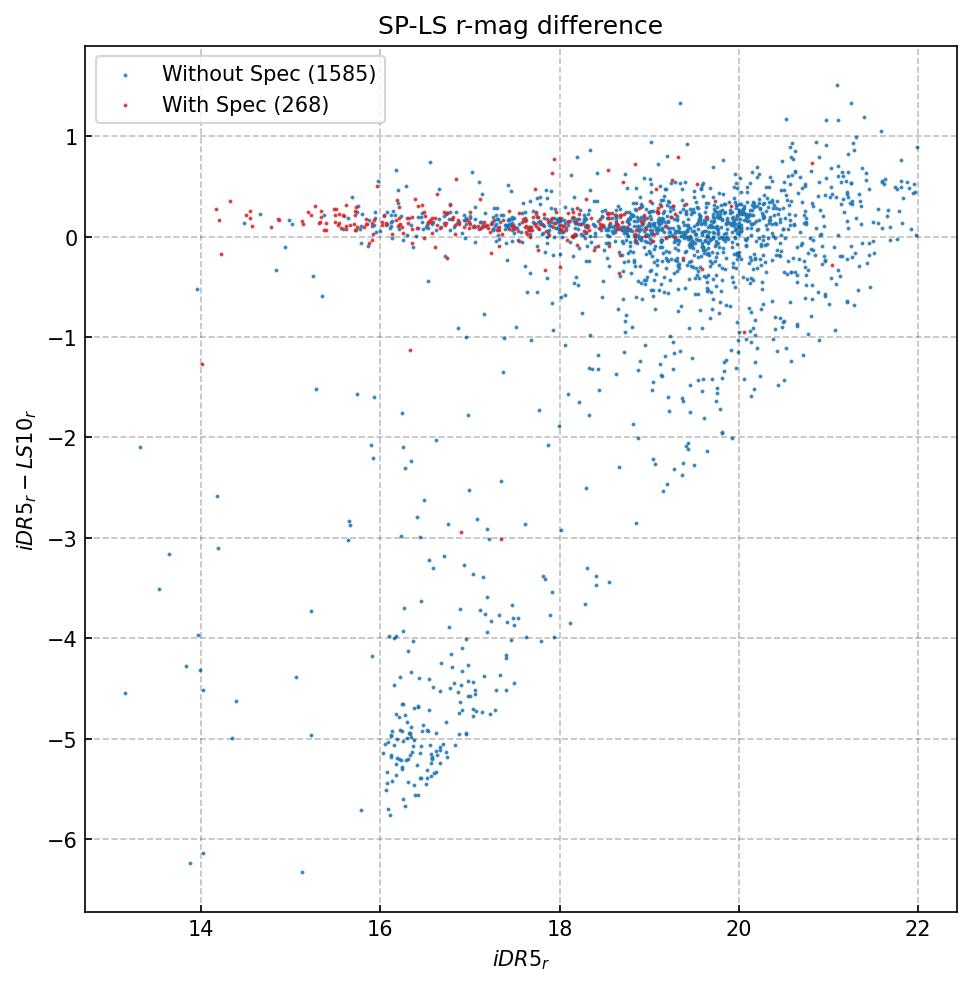 SP-LS r-mag difference
Without Spec (1585)
With Spec (268)
1
0
−1
−2
−3
−4
−5
−6
iDR5r − LS10r
14
16
18
20
22
iDR5r